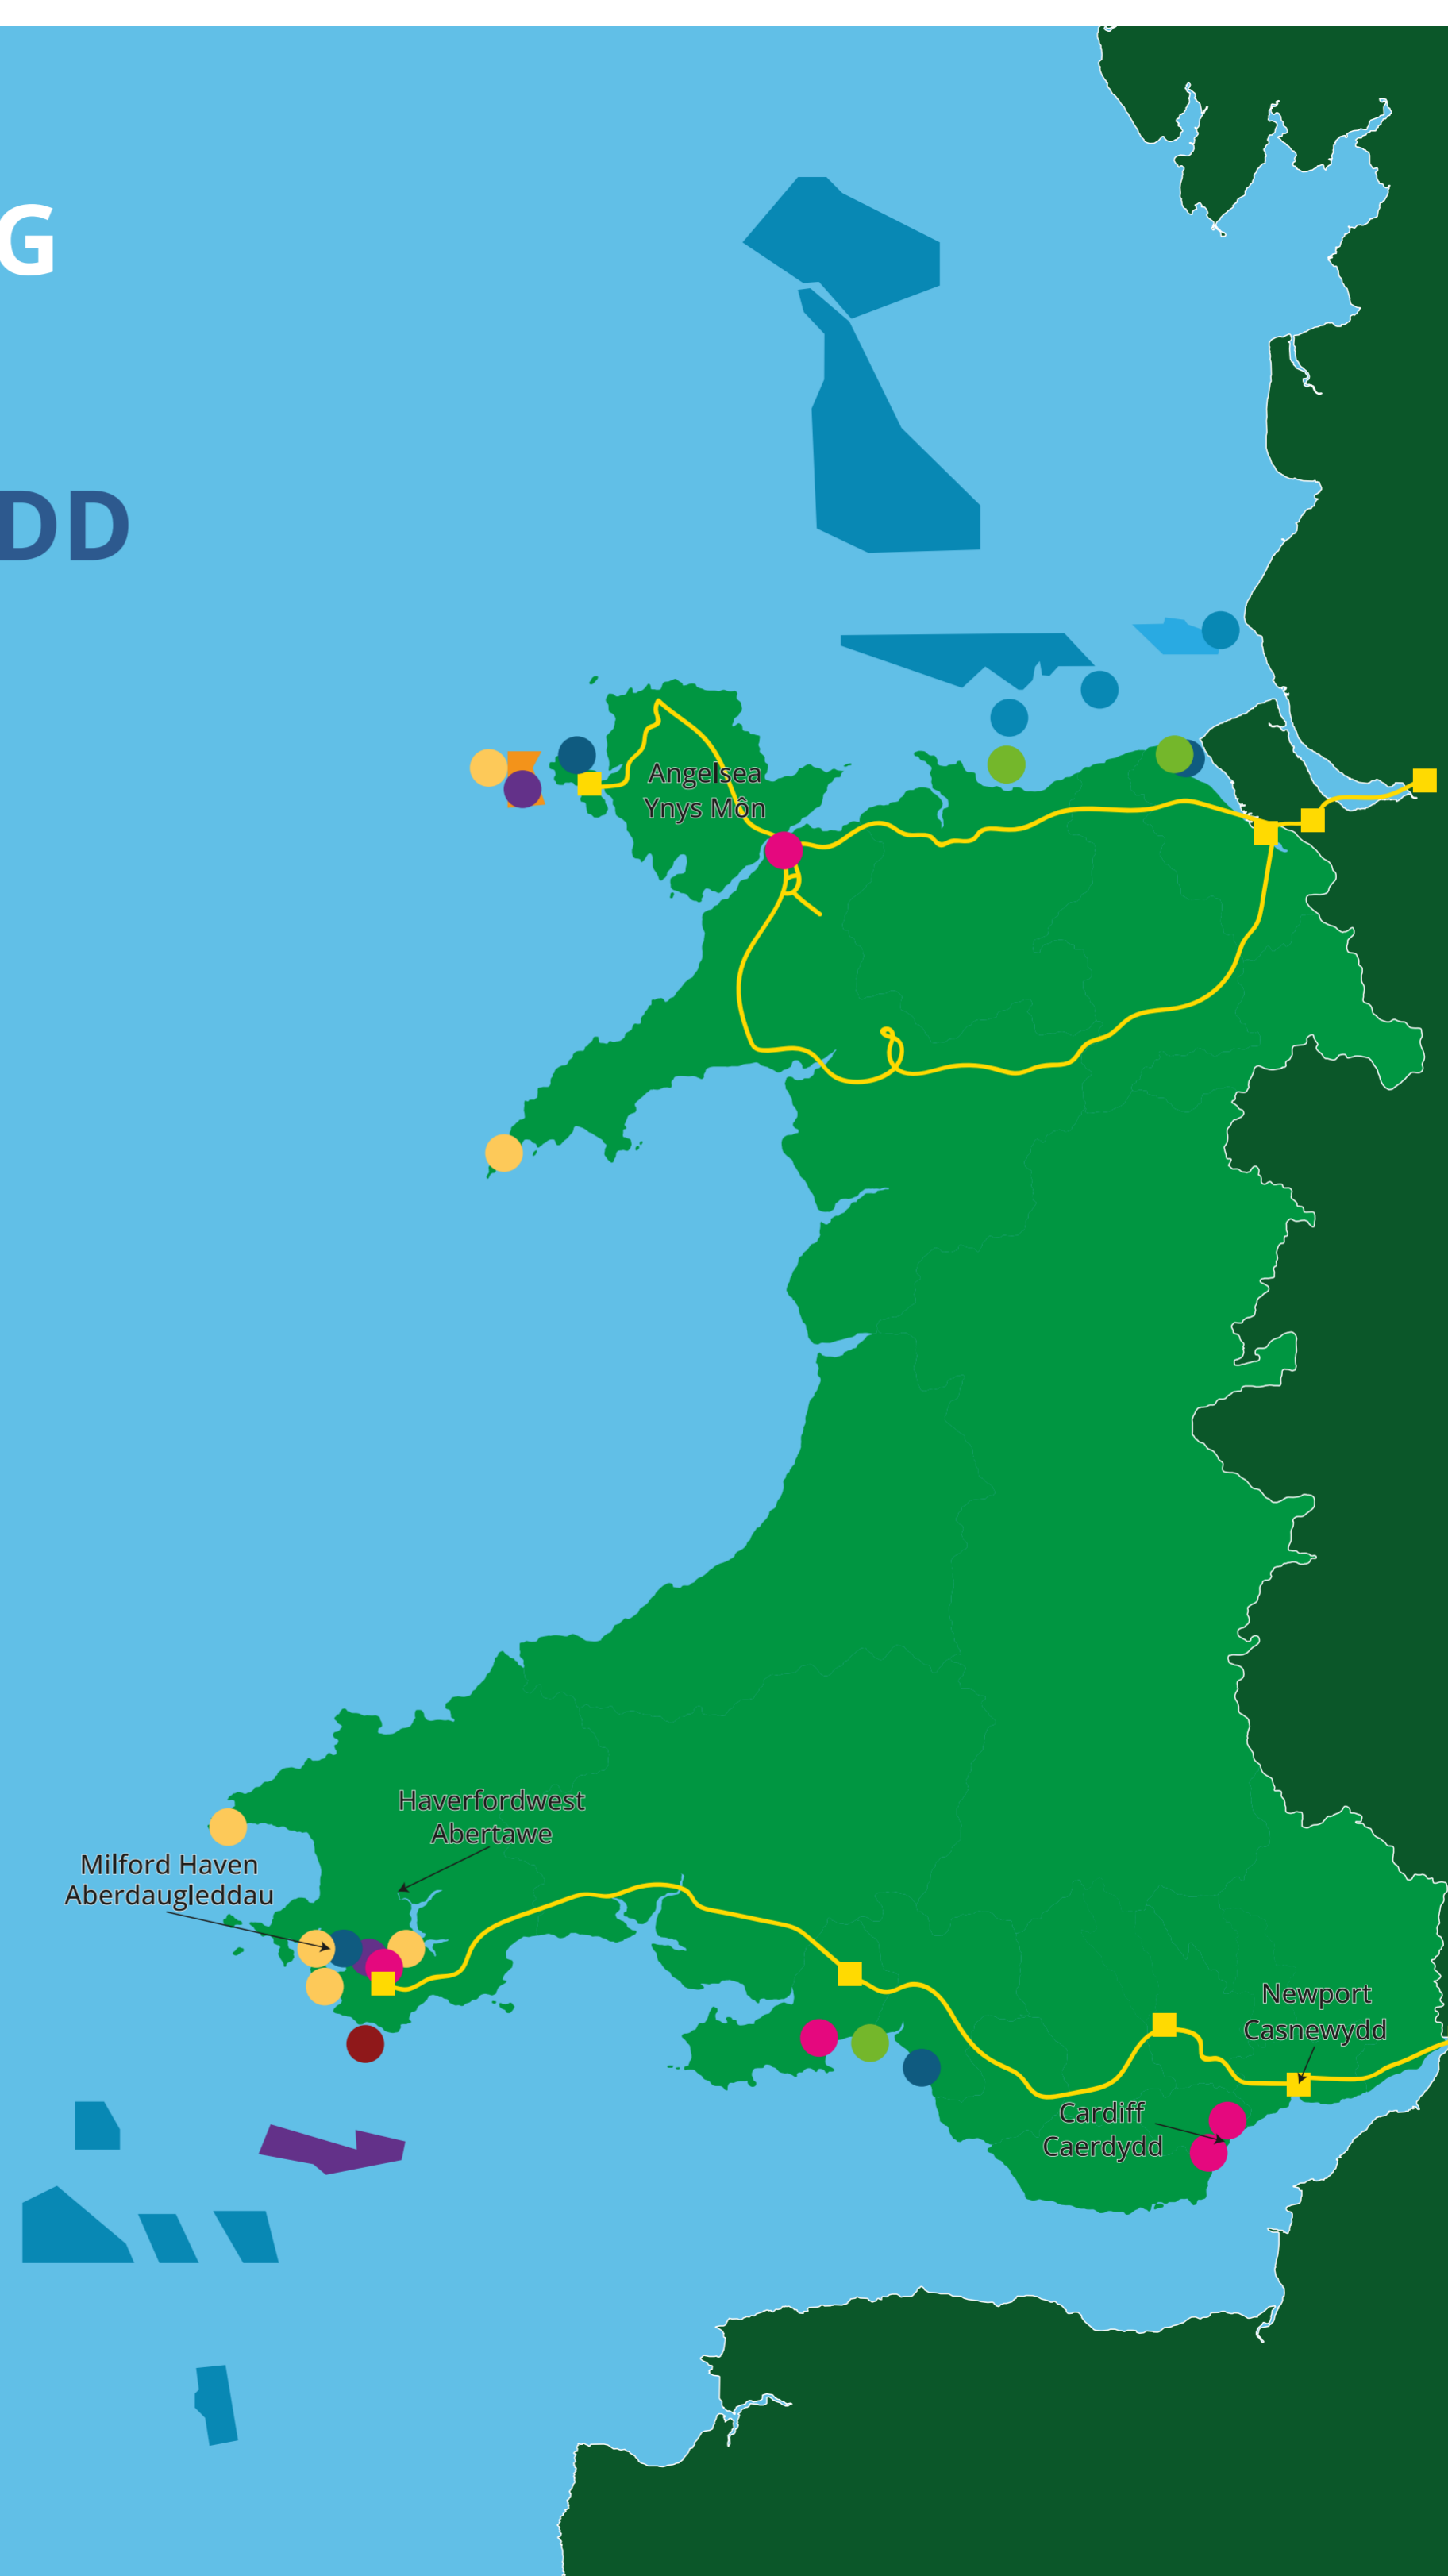 G
DD
Angelsea
Ynys Môn
Haverfordwest
Abertawe
Milford Haven
Aberdaugleddau
Newport
Casnewydd
Cardiff
Caerdydd